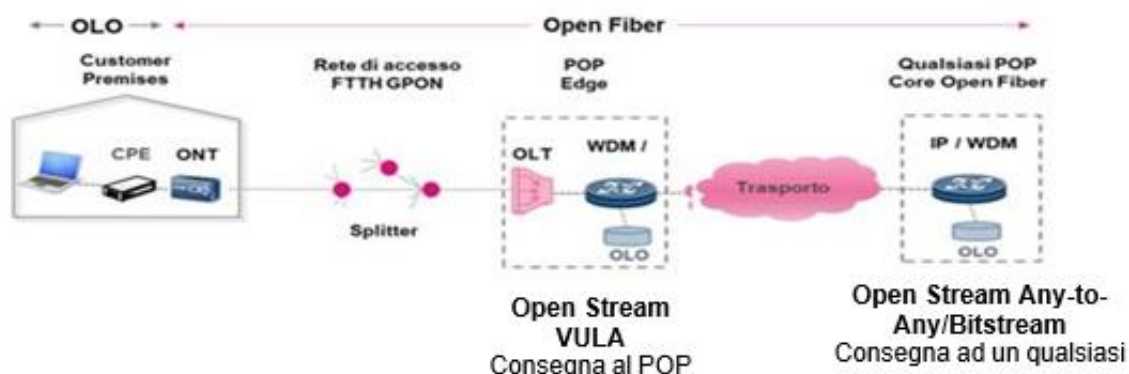 OLO
Open Fiber
Customer
Premises
Rete di accesso
FTTH GPON
POP
Edge
Qualsiasi POP
Core Open Fiber
CPE
ONT
OLT
WDM /
IP / WDM
Trasporto
Splitter
OLO
OLO
Open Stream
VULA
Consegna al POP
Open Stream Any-to-
Any/Bitstream
Consegna ad un qualsiasi